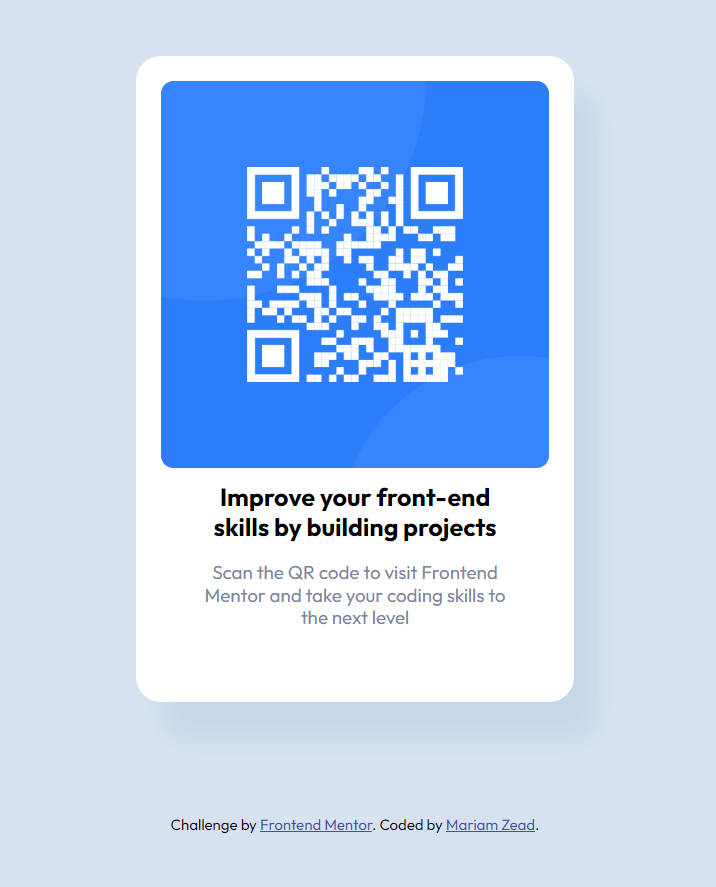 Improve your front-end
skills by building projects
Scan the QR code to visit Frontend
Mentor and take your coding skills to
the next level
Challenge by Frontend Mentor. Coded by Mariam Zead.